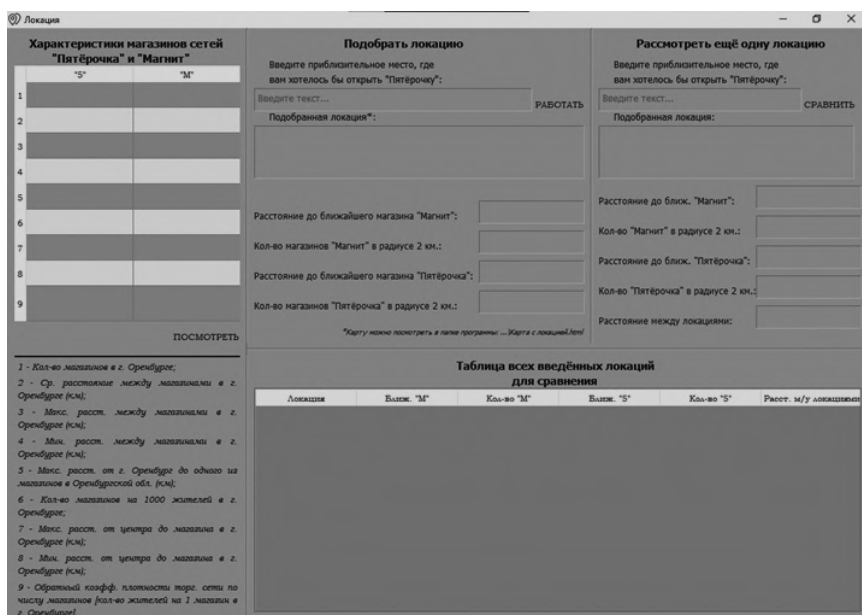 Локация
Характеристики магазинов сетей
"Пятёрочка" и "Магнит"
"5" "М"
1
2
3
4
5
6
7
8
9
ПОСМОТРЕТЬ
1 - Кол-во магазинов в г. Оренбурге;
2 - Ср. расстояние между магазинами в г.
Оренбурге (км);
3 - Макс. расст. между магазинами в г.
Оренбурге (км);
4 - Мин. расст. между магазинами в г.
Оренбурге (км);
5 - Макс. расст. от г. Оренбург до одного из
магазинов в Оренбургской обл. (км);
6 - Кол-во магазинов на 1000 жителей в г.
Оренбурге;
7 - Макс. расст. от центра до магазина в г.
Оренбурге (км);
8 - Мин. расст. от центра до магазина в г.
Оренбурге (км);
9 - Обратный коэфф. плотности торг. сети по
числу магазинов [кол-во жителей на 1 магазин в
г. Оренбурге].
Подобрать локацию
Введите приблизительное место, где
вам хотелось бы открыть "Пятёрочку":
Введите текст... РАБОТАТЬ
Подобранная локация*:
Расстояние до ближайшего магазина "Магнит":
Кол-во магазинов "Магнит" в радиусе 2 км.:
Расстояние до ближайшего магазина "Пятёрочка":
Кол-во магазинов "Пятёрочка" в радиусе 2 км.:
*Карту можно посмотреть в папке программы: ...\Карта с локацией.html
Рассмотреть ещё одну локацию
Введите приблизительное место, где
вам хотелось бы открыть "Пятёрочку":
Введите текст... СРАВНИТЬ
Подобранная локация:
Расстояние до ближ. "Магнит":
Кол-во "Магнит" в радиусе 2 км.:
Расстояние до ближ. "Пятёрочка":
Кол-во "Пятёрочка" в радиусе 2 км.:
Расстояние между локациями:
Таблица всех введённых локаций
для сравнения
Локация Ближ. "М" Кол-во "М" Ближ. "5" Кол-во "5" Расст. м/у локациями